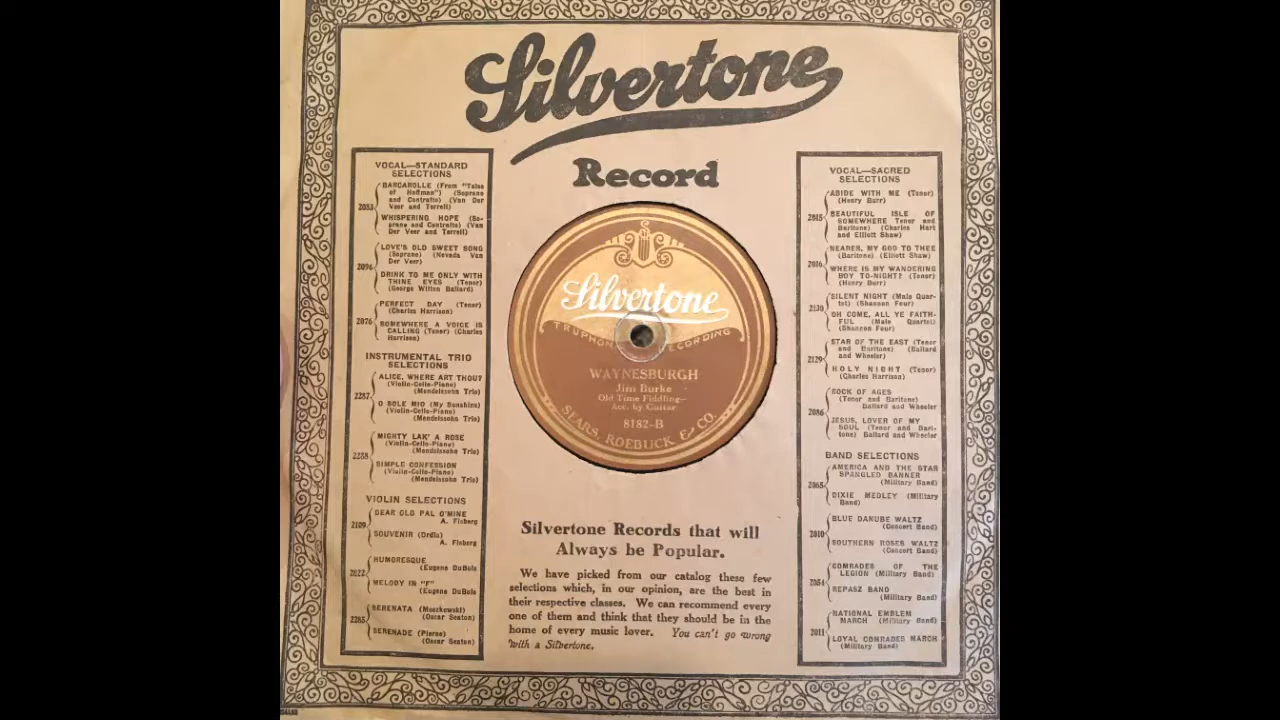 Silvertone
Record
VOCAL—STANDARD
SELECTIONS
2053
BARCAROLLE (From "Tales
of Hoffman") (Soprano
and Contralto) (Van Der
Veer and Terrell)
WHISPERING HOPE (So-
prano and Contralto) (Van
Der Veer and Terrell)
LOVE'S OLD SWEET SONG
(Soprano) (Nevada Van
Der Veer)
DRINK TO ME ONLY WITH
THINE EYES (Tenor)
(George Wilton Ballard)
2076
PERFECT DAY (Tenor)
(Charles Harrison)
SOMEWHERE A VOICE IS
CALLING (Tenor) (Charles
Harrison)
INSTRUMENTAL TRIO
SELECTIONS
2257
ALICE, WHERE ART THOU?
(Violin-Cello-Piano)
(Mendelssohn Trio)
O SOLE MIO (My Sunshine)
(Violin-Cello-Piano)
(Mendelssohn Trio)
2258
MIGHTY LAK' A ROSE
(Violin-Cello-Piano)
(Mendelssohn Trio)
SIMPLE CONFESSION
(Violin-Cello-Piano)
(Mendelssohn Trio)
VIOLIN SELECTIONS
2109
DEAR OLD PAL O'MINE
A. Finberg
SOUVENIR (Drdla)
A. Finberg
2022
HUMORESQUE
(Eugene DuBois
MELODY IN "F"
(Eugene DuBois
2265
SERENATA (Moszkowski)
(Oscar Seaton)
SERENADE (Pierne)
(Oscar Seaton)
Silvertone
TRUPHONIC RECORDING
WAYNESBURGH
Jim Burke
Old Time Fiddling—
Acc. by Guitar
8182-B
SEARS, ROEBUCK & CO.
Silvertone Records that will
Always be Popular.
We have picked from our catalog these few
selections which, in our opinion, are the best in
their respective classes. We can recommend every
one of them and think that they should be in the
home of every music lover. You can't go wrong
with a Silvertone.
VOCAL—SACRED
SELECTIONS
2015
ABIDE WITH ME (Tenor)
(Henry Burr)
BEAUTIFUL ISLE OF
SOMEWHERE Tenor and
Baritone) (Charles Hart
and Elliott Shaw)
2016
NEARER, MY GOD TO THEE
(Baritone) (Elliott Shaw)
WHERE IS MY WANDERING
BOY TO-NIGHT? (Tenor)
(Henry Burr)
2130
SILENT NIGHT (Male Quar-
tet) (Shannon Four)
OH COME, ALL YE FAITH-
FUL (Male Quartet)
(Shannon Four)
2129
STAR OF THE EAST (Tenor
and Baritone) (Ballard
and Wheeler)
HOLY NIGHT (Tenor)
(Charles Harrison)
2086
ROCK OF AGES
(Tenor and Baritone)
Ballard and Wheeler
JESUS, LOVER OF MY
SOUL (Tenor and Bari-
tone) Ballard and Wheeler
BAND SELECTIONS
AMERICA AND THE STAR
SPANGLED BANNER
(Military Band)
DIXIE MEDLEY (Military
Band)
2010
BLUE DANUBE WALTZ
(Concert Band)
SOUTHERN ROSES WALTZ
(Concert Band)
2054
COMRADES OF THE
LEGION (Military Band)
REPASZ BAND
(Military Band)
2011
NATIONAL EMBLEM
MARCH (Military Band)
LOYAL COMRADES MARCH
(Military Band)